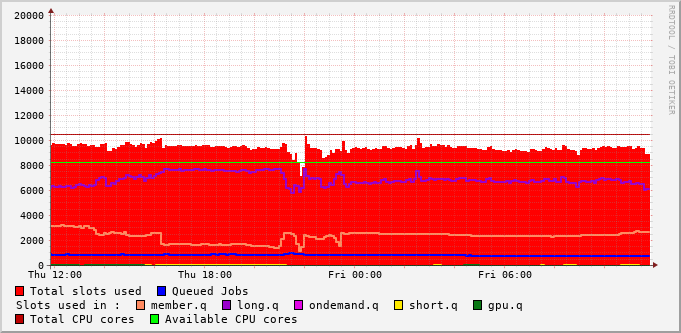 20000
18000
16000
14000
12000
10000
8000
6000
4000
2000
0
Thu 12:00 Thu 18:00 Fri 00:00 Fri 06:00
Total slots used Queued Jobs
Slots used in : member.q long.q ondemand.q short.q gpu.q
Total CPU cores Available CPU cores
RRDTOOL / TOBI OETIKER